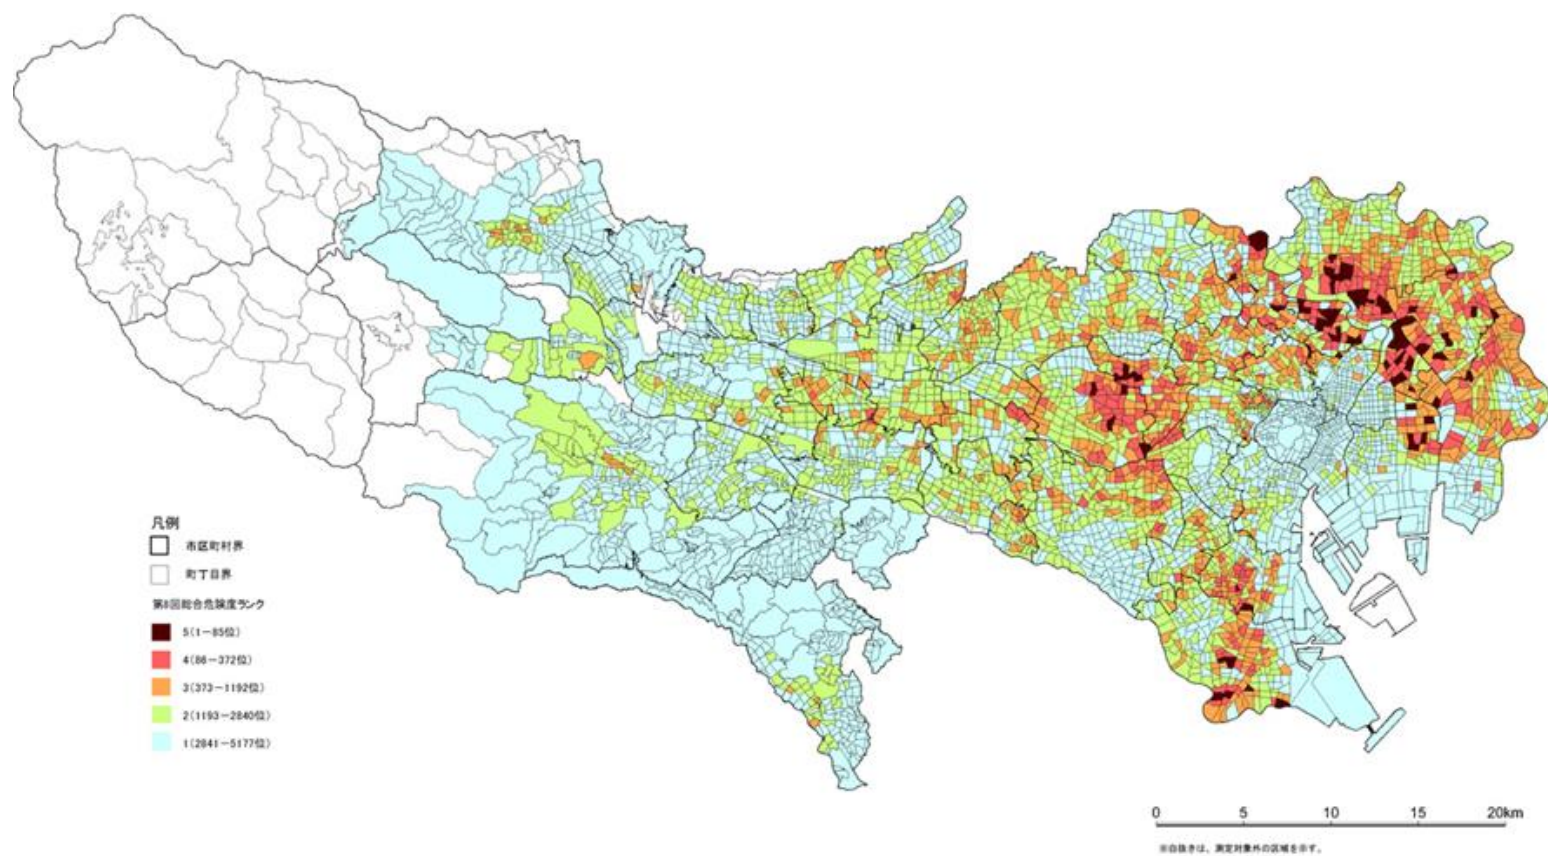 凡例
市区町村界
町丁目界
第8回総合危険度ランク
5(1-85位)
4(86-372位)
3(373-1192位)
2(1193-2840位)
1(2841-5177位)
0 5 10 15 20km
※白抜きは、測定対象外の区域を示す。